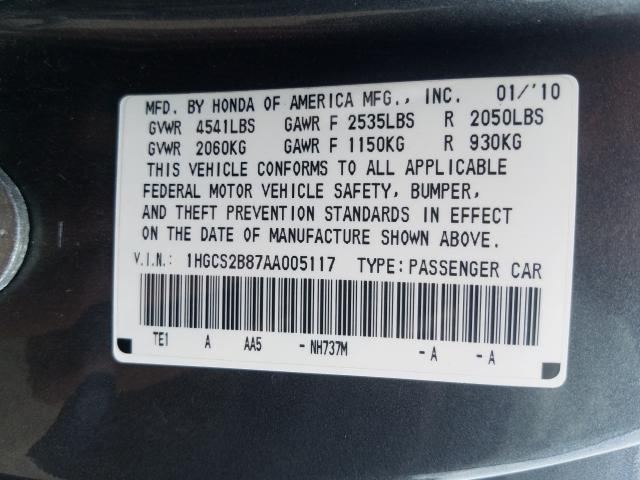 MFD. BY HONDA OF AMERICA MFG., INC. 01/'10
GVWR 4541LBS GAWR F 2535LBS R 2050LBS
GVWR 2060KG GAWR F 1150KG R 930KG
THIS VEHICLE CONFORMS TO ALL APPLICABLE
FEDERAL MOTOR VEHICLE SAFETY, BUMPER,
AND THEFT PREVENTION STANDARDS IN EFFECT
ON THE DATE OF MANUFACTURE SHOWN ABOVE.
V.I.N.: 1HGCS2B87AA005117 TYPE:PASSENGER CAR
TE1 A AA5 -NH737M -A -A